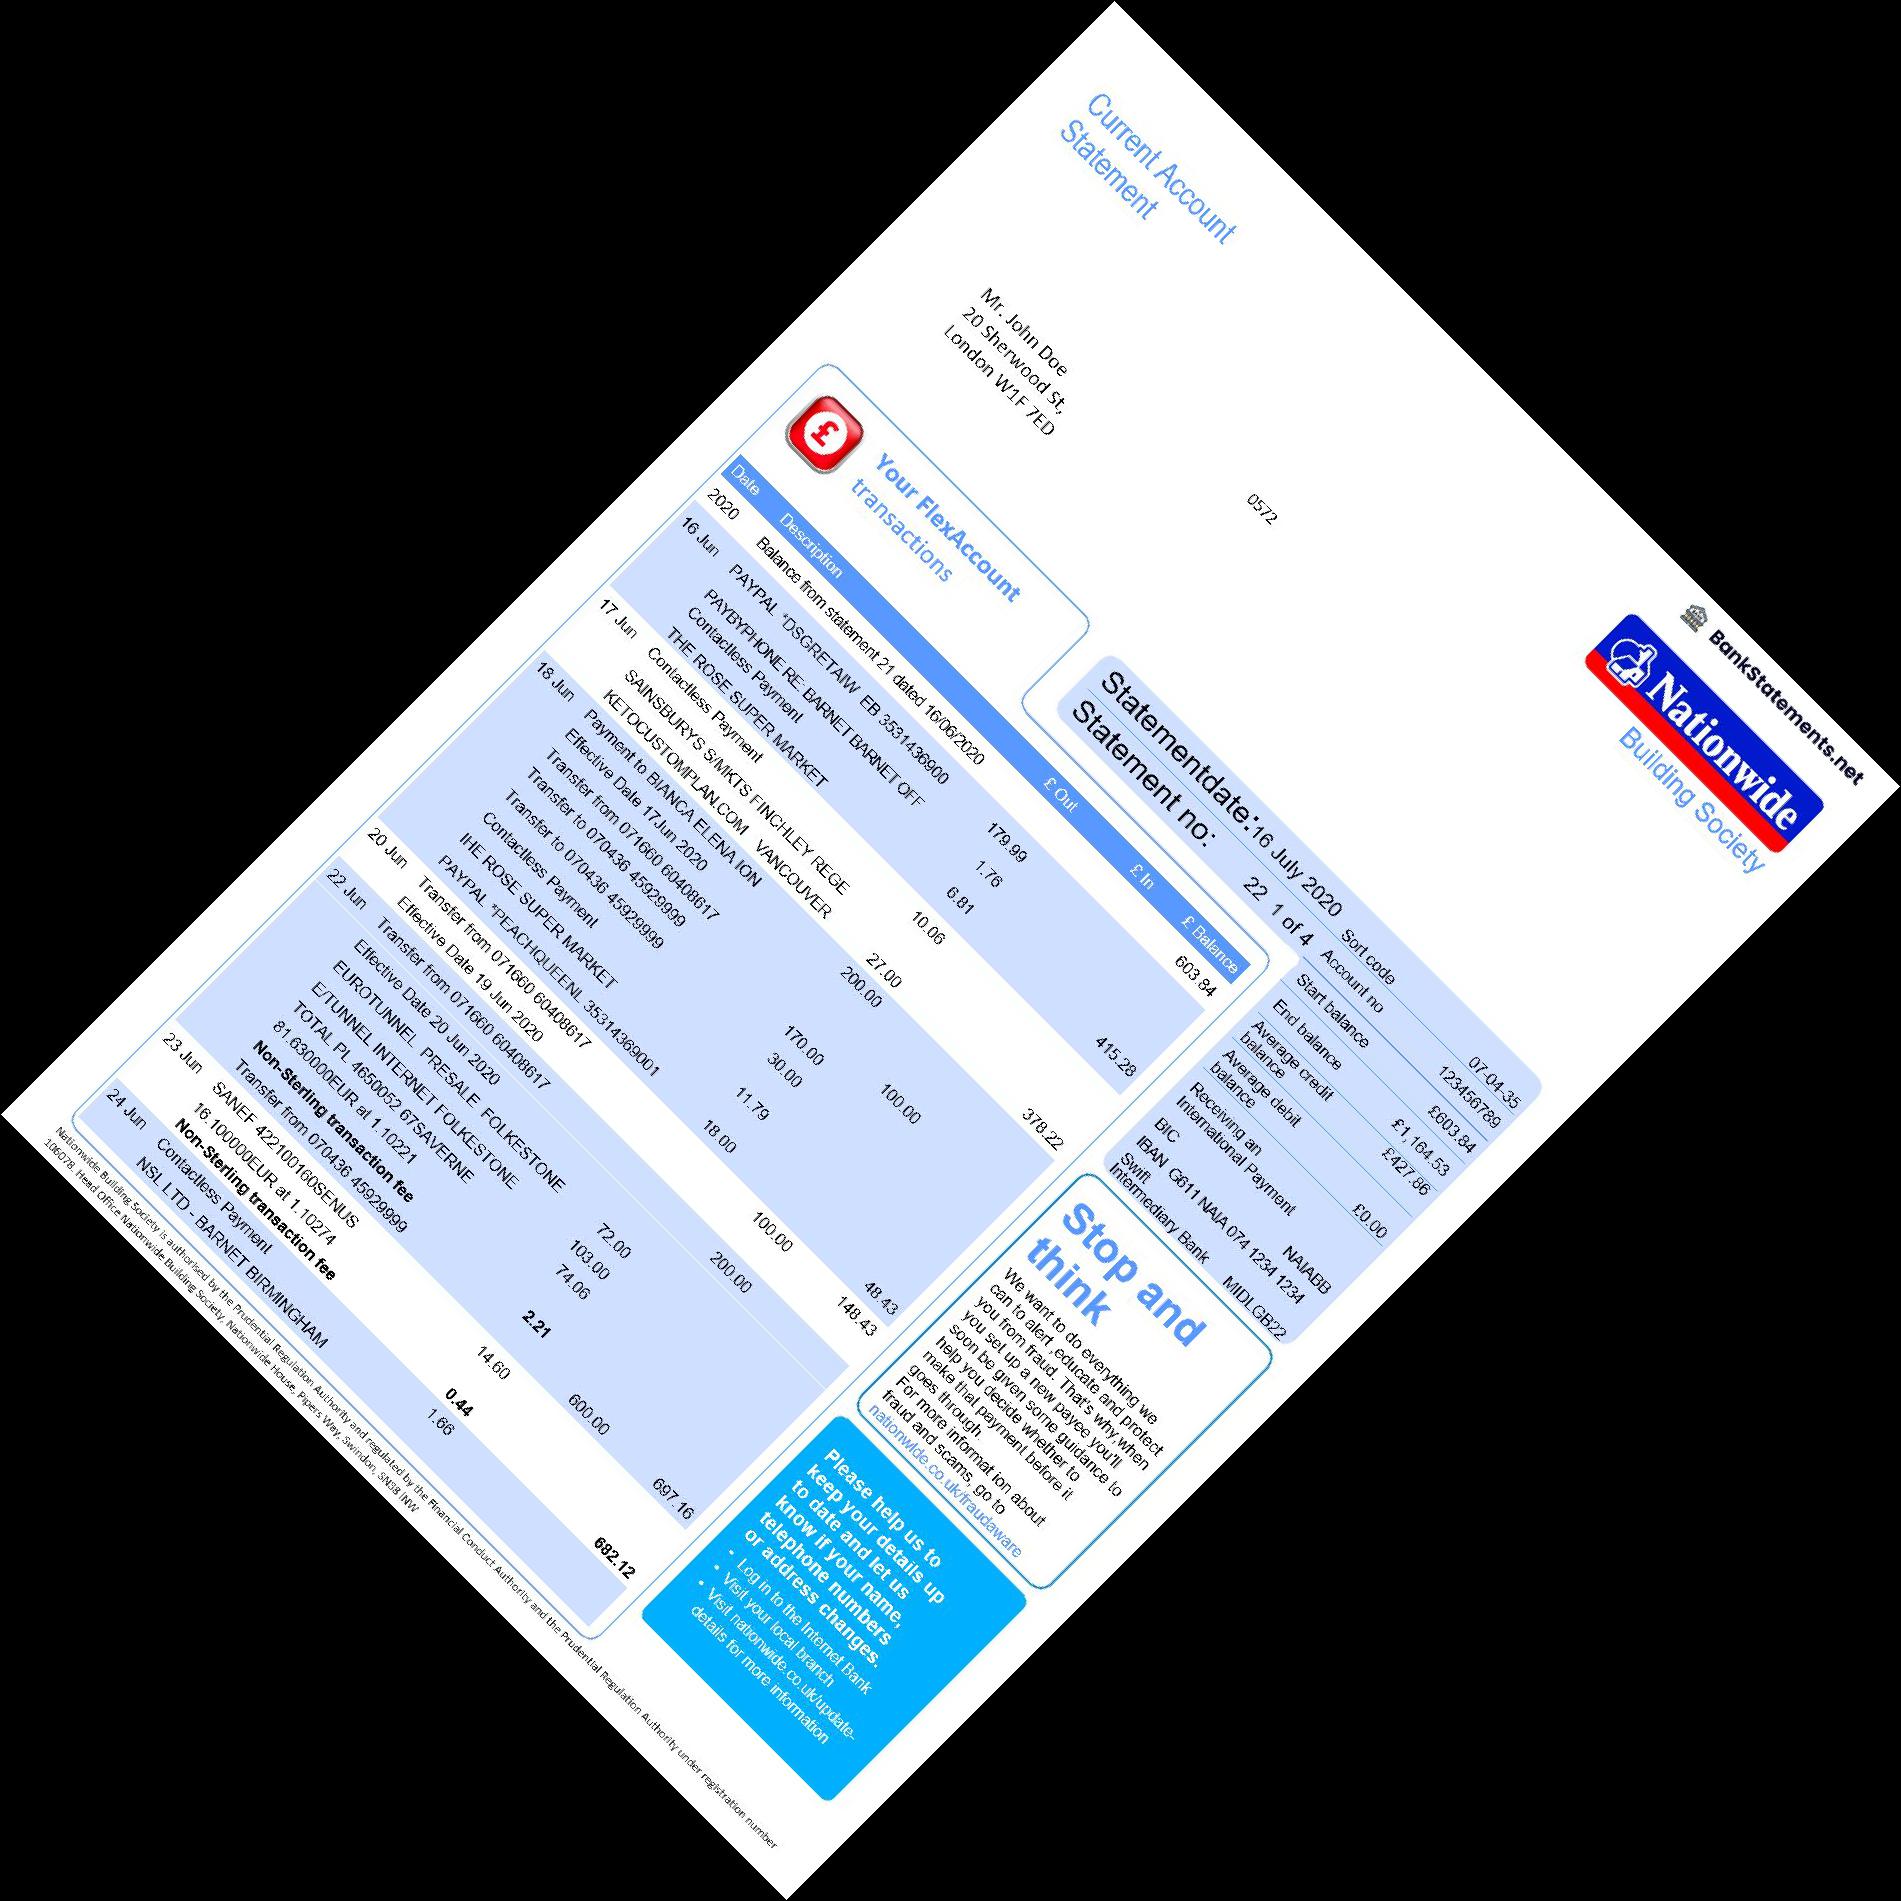 BankStatements.net
Nationwide
Building Society
Current Account
Statement
Mr. John Doe
20 Sherwood St,
London W1F 7ED
0572
Your FlexAccount
transactions
Statementdate: 16 July 2020
Statement no: 22 1 of 4
Sort code 07-04-35
Account no 123456789
Start balance £603.84
End balance £1,164.53
Average credit balance £427.86
Average debit balance £0.00
Receiving an
International Payment
BIC NAIABB
IBAN G611 NAIA 074 1234 1234
Swift
Intermediary Bank MIDLGB22
Date Description £ Out £ In £ Balance
2020 Balance from statement 21 dated 16/06/2020 603.84
16 Jun PAYPAL *DSGRETAIW EB 3531436900 179.99
PAYBYPHONE RE: BARNET BARNET OFF 1.76
Contactless Payment
THE ROSE SUPER MARKET 6.81 415.28
17 Jun Contactless Payment
SAINSBURYS S/MKTS FINCHLEY REGE 10.06
KETOCUSTOMPLAN.COM VANCOUVER 27.00 378.22
18 Jun Payment to BIANCA ELENA ION 200.00
Effective Date 17Jun 2020
Transfer from 071660 60408617 100.00
Transfer to 070436 45929999 170.00
Transfer to 070436 45929999 30.00
Contactless Payment
IHE ROSE SUPER MARKET 11.79
PAYPAL *PEACHQUEENL 35314369001 18.00 48.43
20 Jun Transfer from 071660 60408617 100.00 148.43
Effective Date 19 Jun 2020
22 Jun Transfer from 071660 60408617 200.00
Effective Date 20 Jun 2020
EUROTUNNEL PRESALE FOLKESTONE 72.00
E/TUNNEL INTERNET FOLKESTONE 103.00
TOTAL PL 4650052 67SAVERNE 74.06
81.630000EUR at 1.10221
Non-Sterling transaction fee 2.21
Transfer from 070436 45929999 600.00 697.16
23 Jun SANEF 422100160SENUS 14.60
16.100000EUR at 1.10274
Non-Sterling transaction fee 0.44 682.12
24 Jun Contactless Payment
NSL LTD - BARNET BIRMINGHAM 1.66
Stop and
think
We want to do everything we
can to alert ,educate and protect
you from fraud. That's why,when
you set up a new payee you'll
soon be given some guidance to
help you decide whether to
make that payment before it
goes through.
For more informat ion about
fraud and scams, go to
nationwlde.co.uk/fraudaware
Please help us to
keep your details up
to date and let us
know if your name,
telephone numbers
or address changes.
- Log in to the Internet Bank
- Visit your local branch
- Visit nationwide.co.uk/update-
details for more information
Nationwide Building Society is authorised by the Prudential Regulation Authority and regulated by the Financial Conduct Authority and the Prudential Regulation Authority under registration number
106078. Head office Nationwide Building Society, Nationwide House, Pipers Way, Swindon, SN38 INW